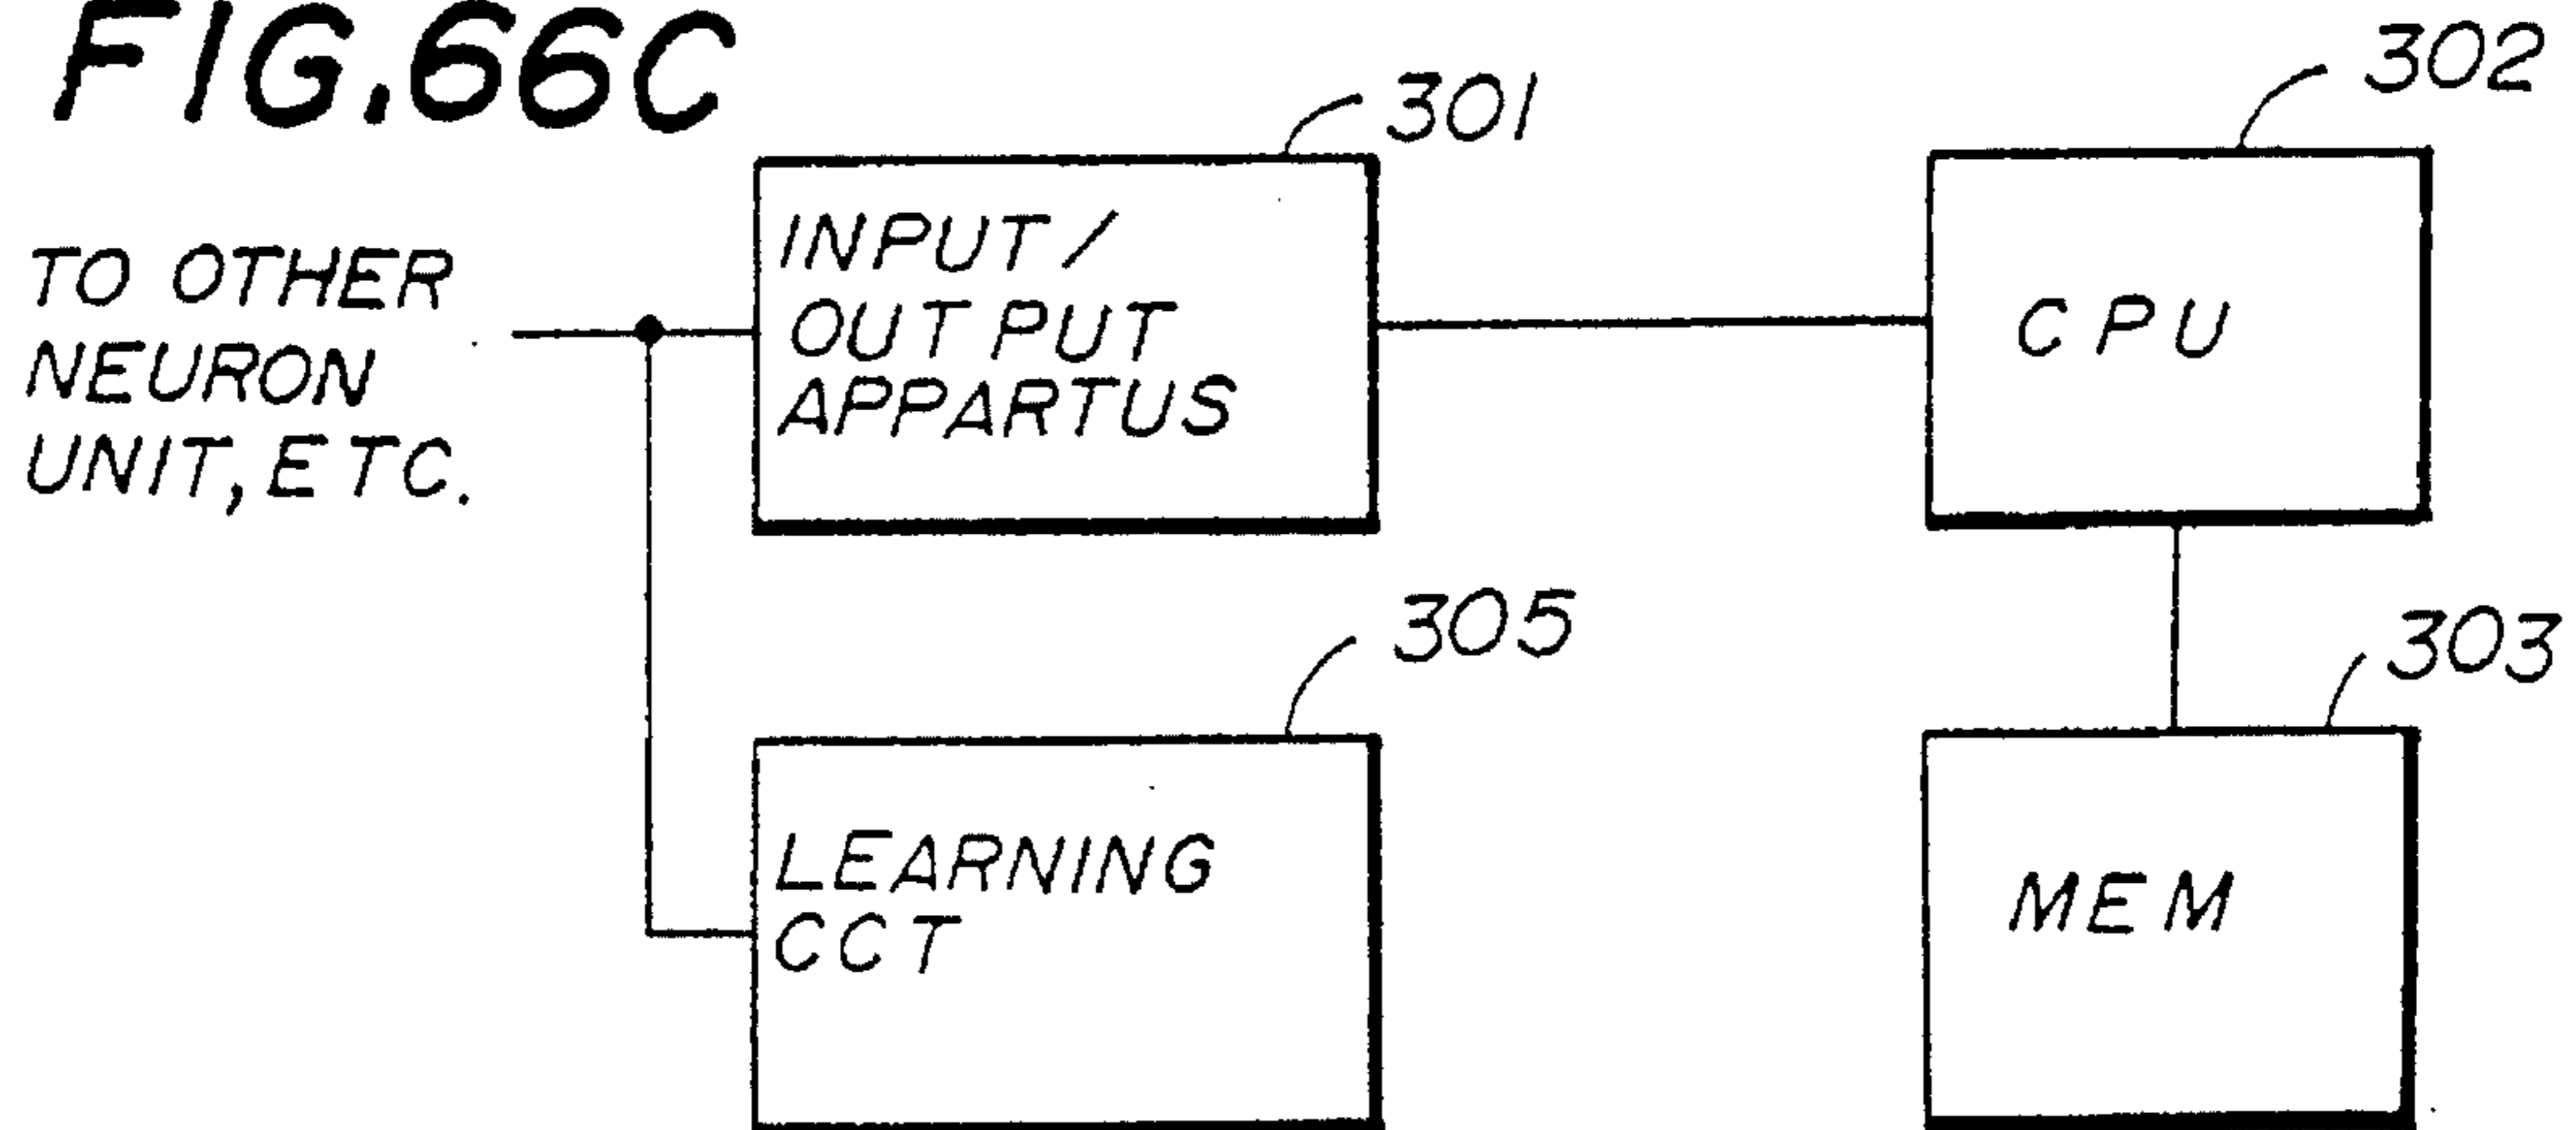 FIG.66C
301
302
INPUT/
OUTPUT
APPARTUS
CPU
TO OTHER
NEURON
UNIT, ETC.
305
303
LEARNING
CCT
MEM